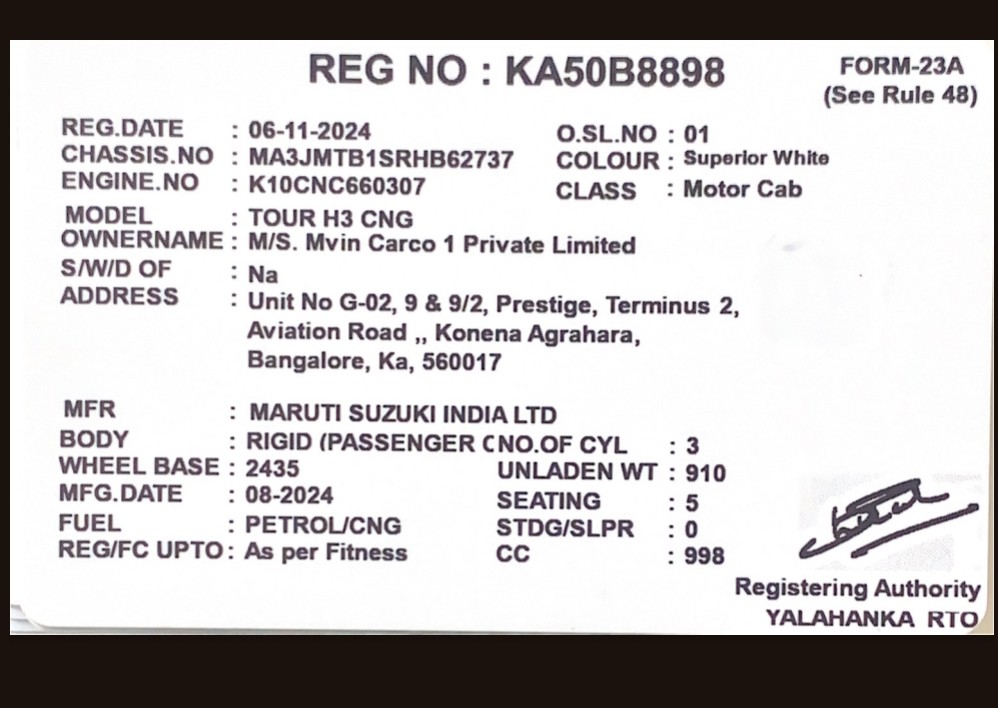 REG NO : KA50B8898
FORM-23A
(See Rule 48)
REG.DATE : 06-11-2024 O.SL.NO : 01
CHASSIS.NO : MA3JMTB1SRHB62737 COLOUR : Superior White
ENGINE.NO : K10CNC660307 CLASS : Motor Cab
MODEL : TOUR H3 CNG
OWNERNAME : M/S. Mvin Carco 1 Private Limited
S/W/D OF : Na
ADDRESS : Unit No G-02, 9 & 9/2, Prestige, Terminus 2,
Aviation Road ,, Konena Agrahara,
Bangalore, Ka, 560017
MFR : MARUTI SUZUKI INDIA LTD
BODY : RIGID (PASSENGER C NO.OF CYL : 3
WHEEL BASE : 2435 UNLADEN WT : 910
MFG.DATE : 08-2024 SEATING : 5
FUEL : PETROL/CNG STDG/SLPR : 0
REG/FC UPTO : As per Fitness CC : 998
Registering Authority
YALAHANKA RTO